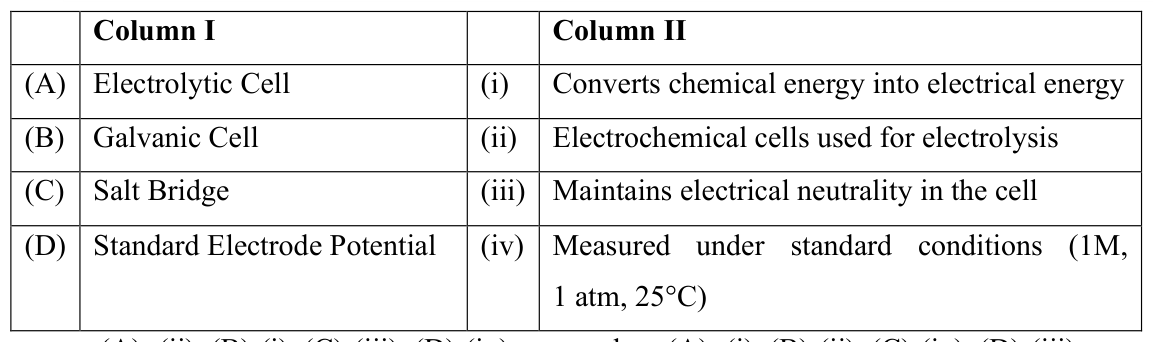 Column I Column II
(A) Electrolytic Cell (i) Converts chemical energy into electrical energy
(B) Galvanic Cell (ii) Electrochemical cells used for electrolysis
(C) Salt Bridge (iii) Maintains electrical neutrality in the cell
(D) Standard Electrode Potential (iv) Measured under standard conditions (1M,
1 atm, 25°C)